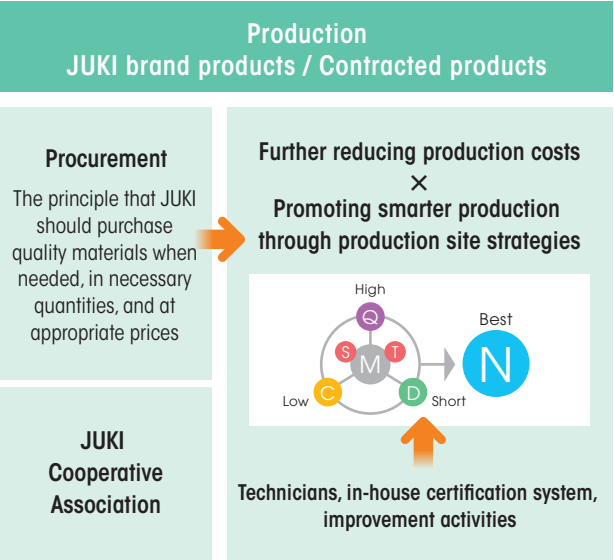 Production
JUKI brand products / Contracted products
Procurement
The principle that JUKI
should purchase
quality materials when
needed, in necessary
quantities, and at
appropriate prices
JUKI
Cooperative
Association
Further reducing production costs
×
Promoting smarter production
through production site strategies
High
Q
S
M
T
C
D
Low
Short
Best
N
Technicians, in-house certification system,
improvement activities